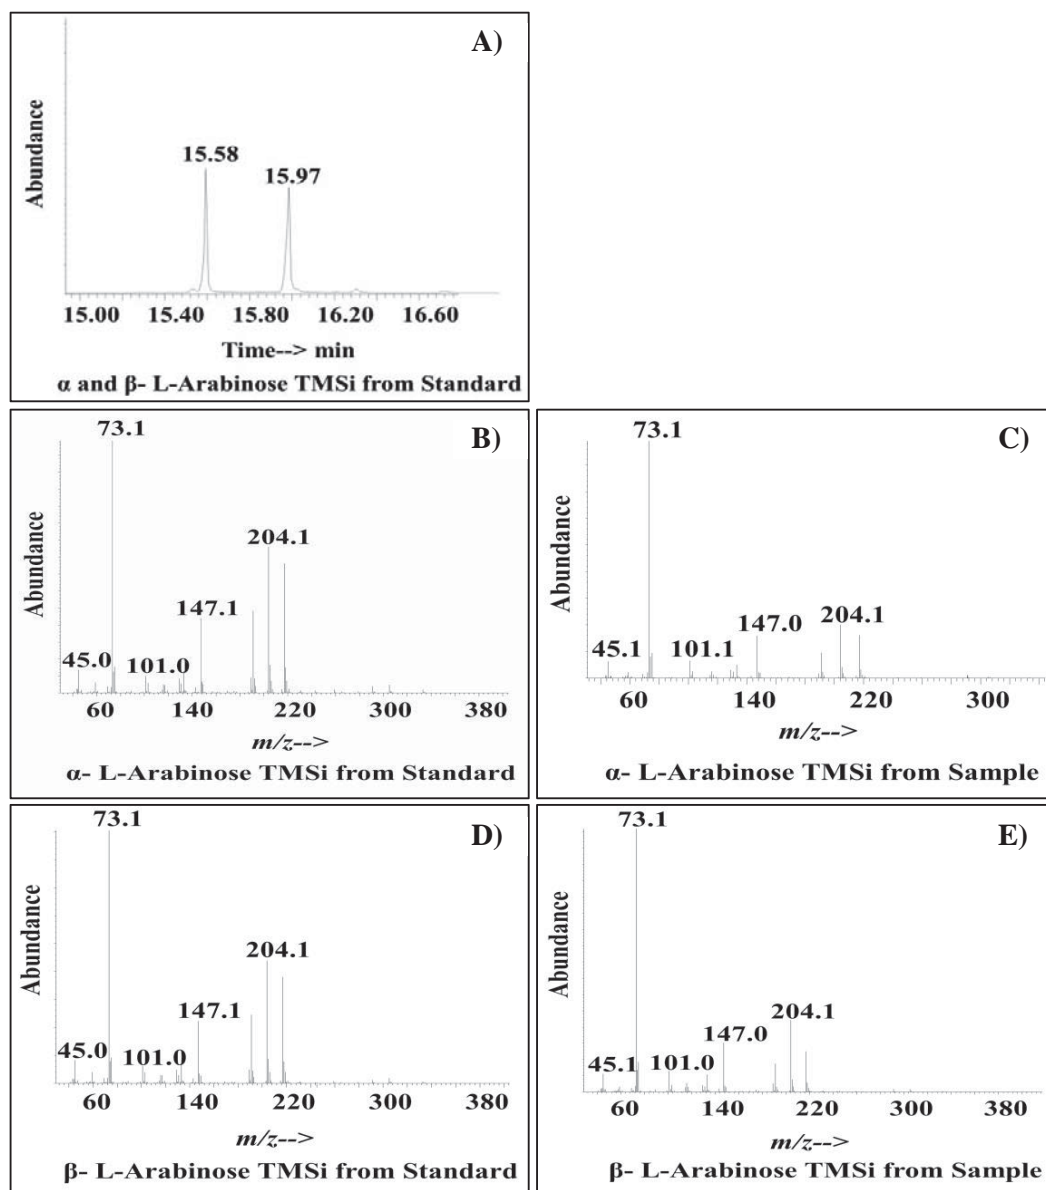 A)
Abundance
15.58
15.97
15.00 15.40 15.80 16.20 16.60
Time--> min
α and β- L-Arabinose TMSi from Standard
B)
Abundance
73.1
204.1
147.1
45.0
101.0
60 140 220 300 380
m/z-->
α- L-Arabinose TMSi from Standard
C)
Abundance
73.1
147.0
204.1
45.1
101.1
60 140 220 300
m/z-->
α- L-Arabinose TMSi from Sample
D)
Abundance
73.1
204.1
147.1
45.0
101.0
60 140 220 300 380
m/z-->
β- L-Arabinose TMSi from Standard
E)
Abundance
73.1
204.1
147.0
45.1
101.0
60 140 220 300 380
m/z-->
β- L-Arabinose TMSi from Sample